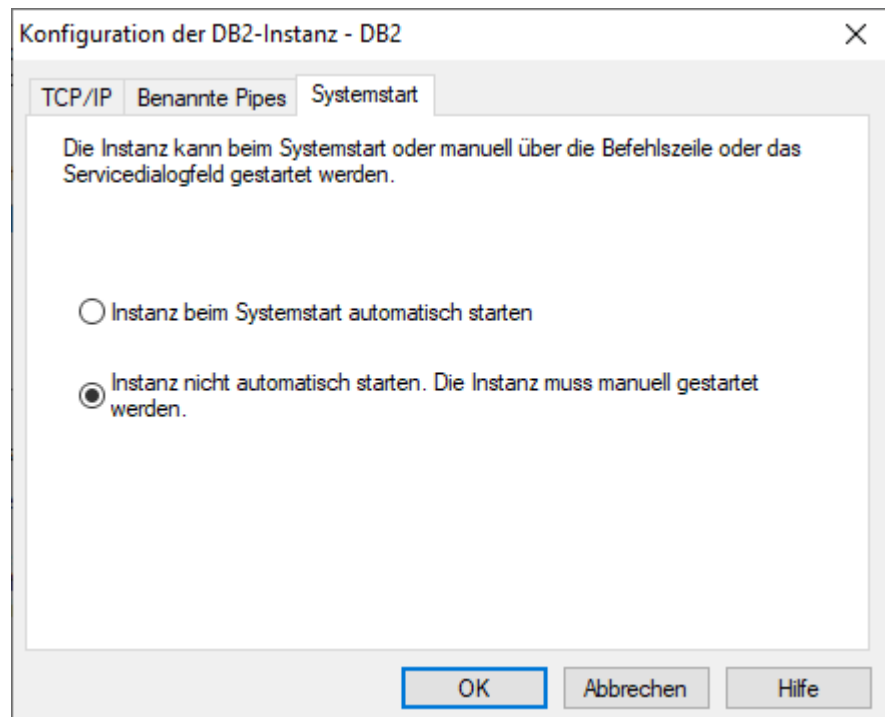 Konfiguration der DB2-Instanz - DB2
TCP/IP Benannte Pipes Systemstart
Die Instanz kann beim Systemstart oder manuell über die Befehlszeile oder das
Servicedialogfeld gestartet werden.
Instanz beim Systemstart automatisch starten
Instanz nicht automatisch starten. Die Instanz muss manuell gestartet
werden.
OK Abbrechen Hilfe